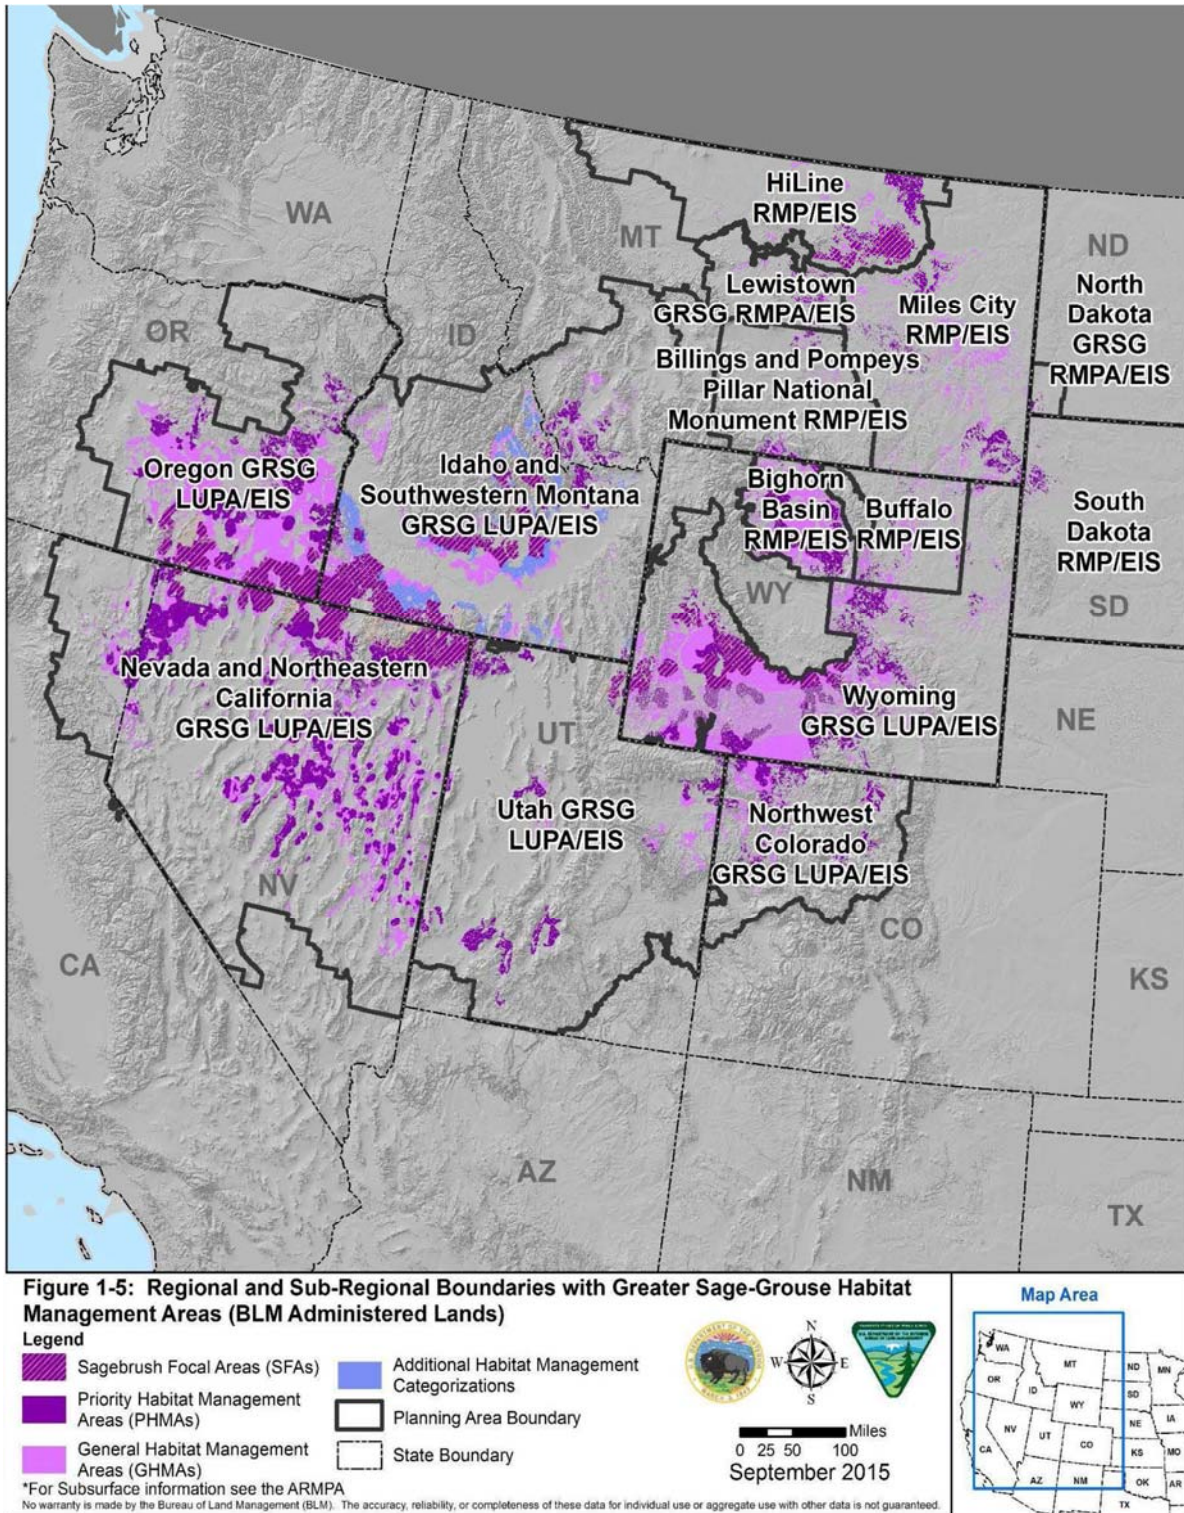 WA
MT
HiLine
RMP/EIS
ND
North
Dakota
GRSG
RMPA/EIS
Lewistown
GRSG RMPA/EIS
Miles City
RMP/EIS
OR
ID
Billings and Pompeys
Pillar National
Monument RMP/EIS
Oregon GRSG
LUPA/EIS
Idaho and
Southwestern Montana
GRSG LUPA/EIS
Bighorn
Basin
RMP/EIS
Buffalo
RMP/EIS
South
Dakota
RMP/EIS
SD
WY
Nevada and Northeastern
California
GRSG LUPA/EIS
Wyoming
GRSG LUPA/EIS
NE
UT
Utah GRSG
LUPA/EIS
Northwest
Colorado
GRSG LUPA/EIS
NV
CO
CA
KS
AZ
NM
TX
Figure 1-5: Regional and Sub-Regional Boundaries with Greater Sage-Grouse Habitat
Management Areas (BLM Administered Lands)
Legend
Sagebrush Focal Areas (SFAs)
Priority Habitat Management
Areas (PHMAs)
General Habitat Management
Areas (GHMAs)
Additional Habitat Management
Categorizations
Planning Area Boundary
State Boundary
*For Subsurface information see the ARMPA
No warranty is made by the Bureau of Land Management (BLM). The accuracy, reliability, or completeness of these data for individual use or aggregate use with other data is not guaranteed.
N
W E
S
Miles
0 25 50 100
September 2015
Map Area
WA
MT
ND
MN
OR
ID
SD
WY
NE
IA
NV
UT
CO
KS
MO
CA
AZ
NM
OK
AR
TX